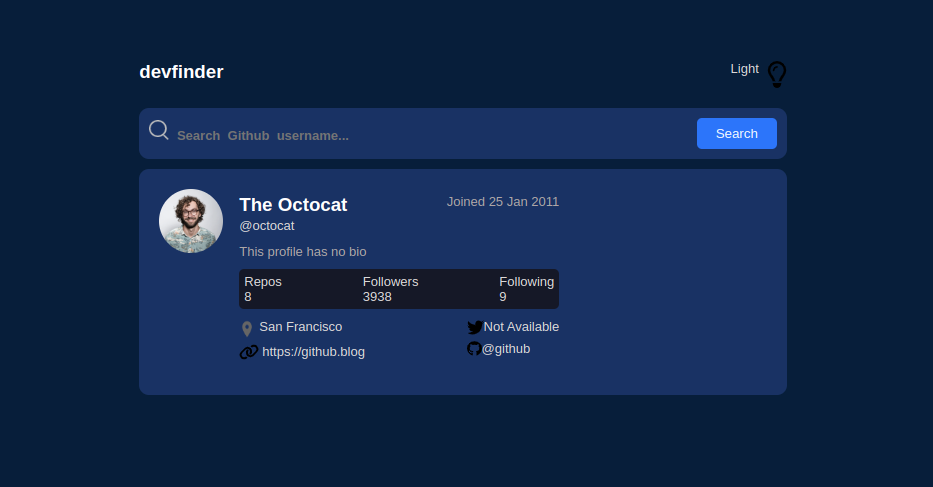 devfinder
Light
Search Github username...
Search
The Octocat
Joined 25 Jan 2011
@octocat
This profile has no bio
Repos Followers Following
8 3938 9
San Francisco
Not Available
https://github.blog
@github